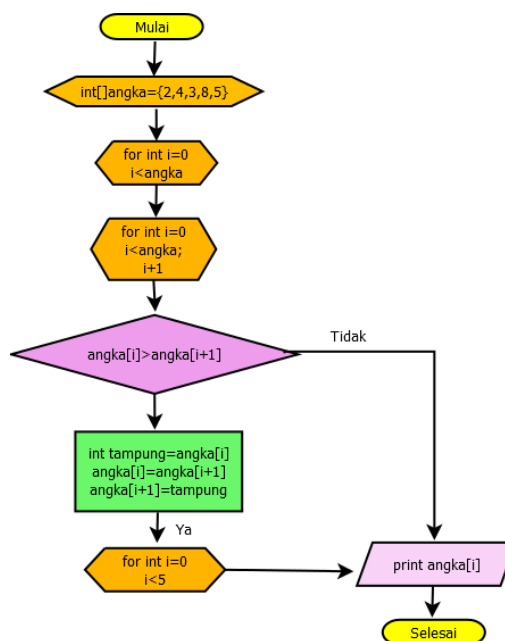 Mulai
int[]angka={2,4,3,8,5}
for int i=0
i<angka
for int i=0
i<angka;
i+1
Tidak
angka[i]>angka[i+1]
int tampung=angka[i]
angka[i]=angka[i+1]
angka[i+1]=tampung
Ya
for int i=0
i<5
print angka[i]
Selesai